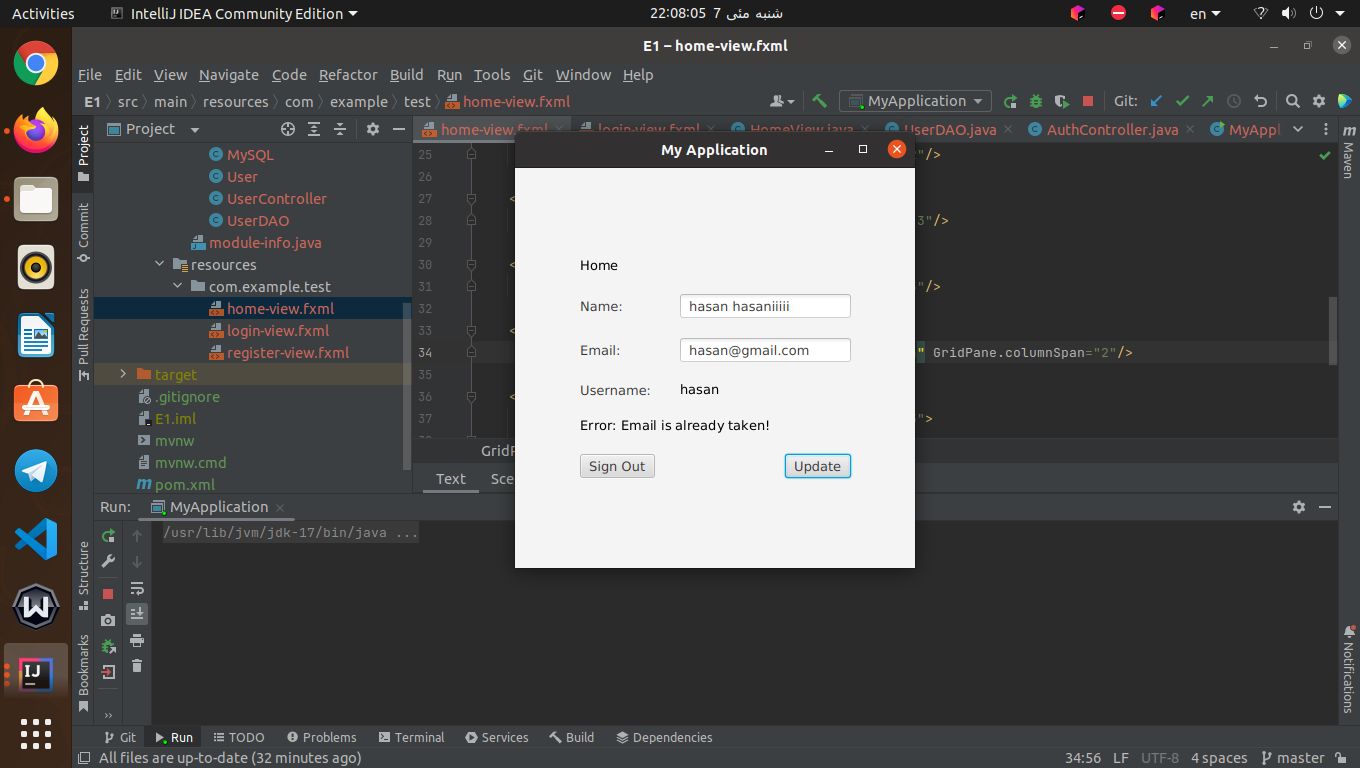 Activities IntelliJ IDEA Community Edition 22:08:05 شنبه مئی 7 en
E1 – home-view.fxml
File Edit View Navigate Code Refactor Build Run Tools Git Window Help
E1 src main resources com example test home-view.fxml MyApplication Git:
Project home-view.fxml login-view.fxml HomeView.java UserDAO.java AuthController.java MyAppl
My Application
MySQL
User
UserController
UserDAO
module-info.java
resources
com.example.test
home-view.fxml
login-view.fxml
register-view.fxml
target
.gitignore
E1.iml
mvnw
mvnw.cmd
pom.xml
25 "/>
26
27 <
28 3"/>
29
30 <
31 "/>
32
33 <
34 " GridPane.columnSpan="2"/>
35
36 <
37 ">
GridP
Text Sce
Home
Name: hasan hasaniiiii
Email: hasan@gmail.com
Username: hasan
Error: Email is already taken!
Sign Out Update
Run: MyApplication
/usr/lib/jvm/jdk-17/bin/java ...
Project
Commit
Pull Requests
Structure
Bookmarks
Maven
Notifications
Git Run TODO Problems Terminal Services Build Dependencies
All files are up-to-date (32 minutes ago) 34:56 LF UTF-8 4 spaces master